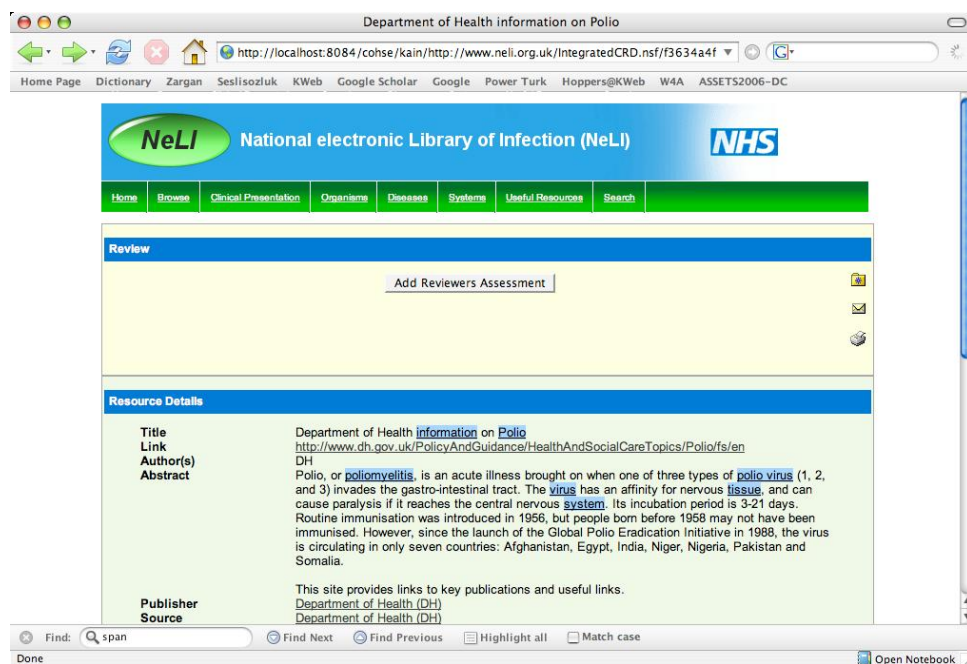 Department of Health information on Polio
http://localhost:8084/cohse/kain/http://www.neli.org.uk/IntegratedCRD.nsf/f3634a4f
G
Home Page Dictionary Zargan Seslisozluk KWeb Google Scholar Google Power Turk Hoppers@KWeb W4A ASSETS2006-DC
NeLI National electronic Library of Infection (NeLI) NHS
Home Browse Clinical Presentation Organisms Diseases Systems Useful Resources Search
Review
Add Reviewers Assessment
Resource Details
Title Department of Health information on Polio
Link http://www.dh.gov.uk/PolicyAndGuidance/HealthAndSocialCareTopics/Polio/fs/en
Author(s) DH
Abstract Polio, or poliomyelitis, is an acute illness brought on when one of three types of polio virus (1, 2,
and 3) invades the gastro-intestinal tract. The virus has an affinity for nervous tissue, and can
cause paralysis if it reaches the central nervous system. Its incubation period is 3-21 days.
Routine immunisation was introduced in 1956, but people born before 1958 may not have been
immunised. However, since the launch of the Global Polio Eradication Initiative in 1988, the virus
is circulating in only seven countries: Afghanistan, Egypt, India, Niger, Nigeria, Pakistan and
Somalia.
This site provides links to key publications and useful links.
Publisher Department of Health (DH)
Source Department of Health (DH)
Find: span Find Next Find Previous Highlight all Match case
Done Open Notebook